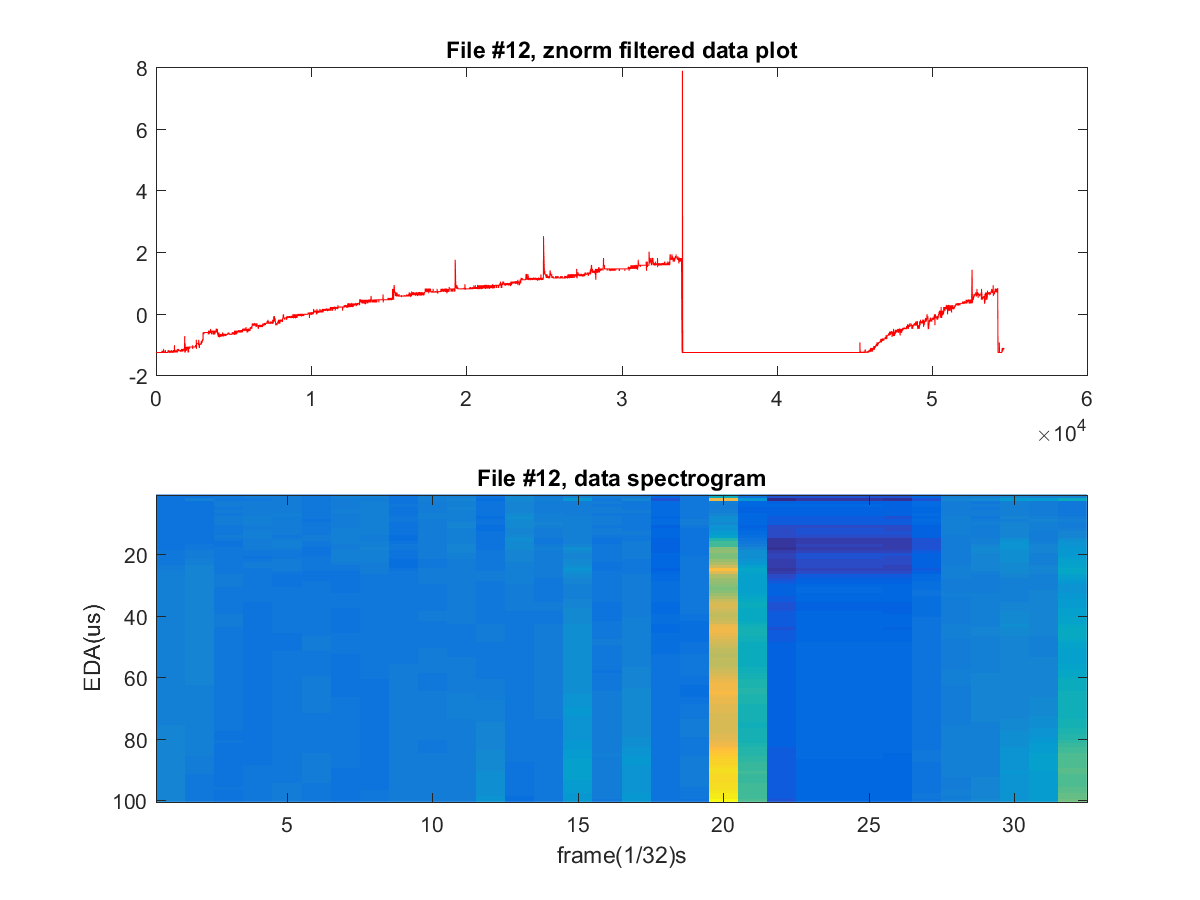 File #12, znorm filtered data plot
8
6
4
2
0
-2
0 1 2 3 4 5 6
×10^4
File #12, data spectrogram
20
40
60
80
100
EDA(us)
5 10 15 20 25 30
frame(1/32)s